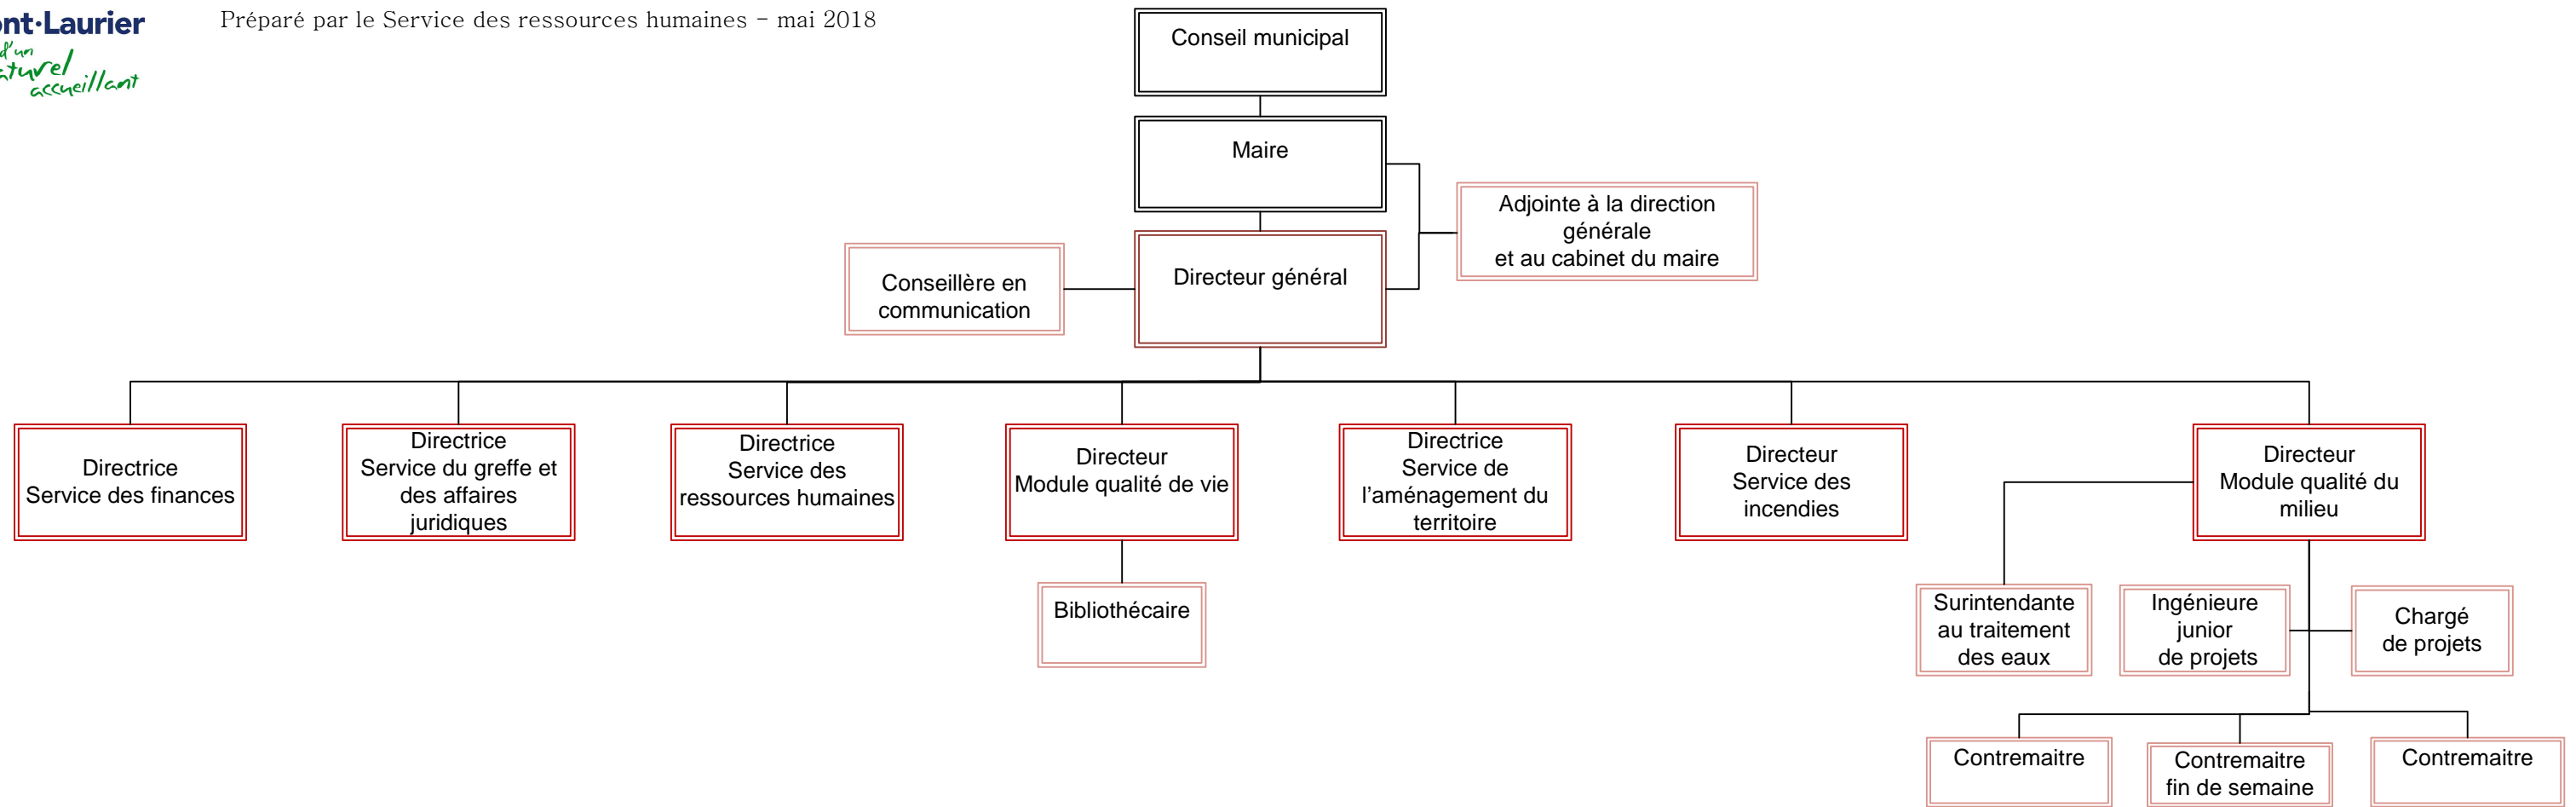 ont·Laurier
d'un
naturel
accueillant
Préparé par le Service des ressources humaines – mai 2018
Conseil municipal
Maire
Adjointe à la direction
générale
et au cabinet du maire
Conseillère en
communication
Directeur général
Directrice
Service des finances
Directrice
Service du greffe et
des affaires
juridiques
Directrice
Service des
ressources humaines
Directeur
Module qualité de vie
Directrice
Service de
l'aménagement du
territoire
Directeur
Service des
incendies
Directeur
Module qualité du
milieu
Bibliothécaire
Surintendante
au traitement
des eaux
Ingénieure
junior
de projets
Chargé
de projets
Contremaitre
Contremaitre
fin de semaine
Contremaitre